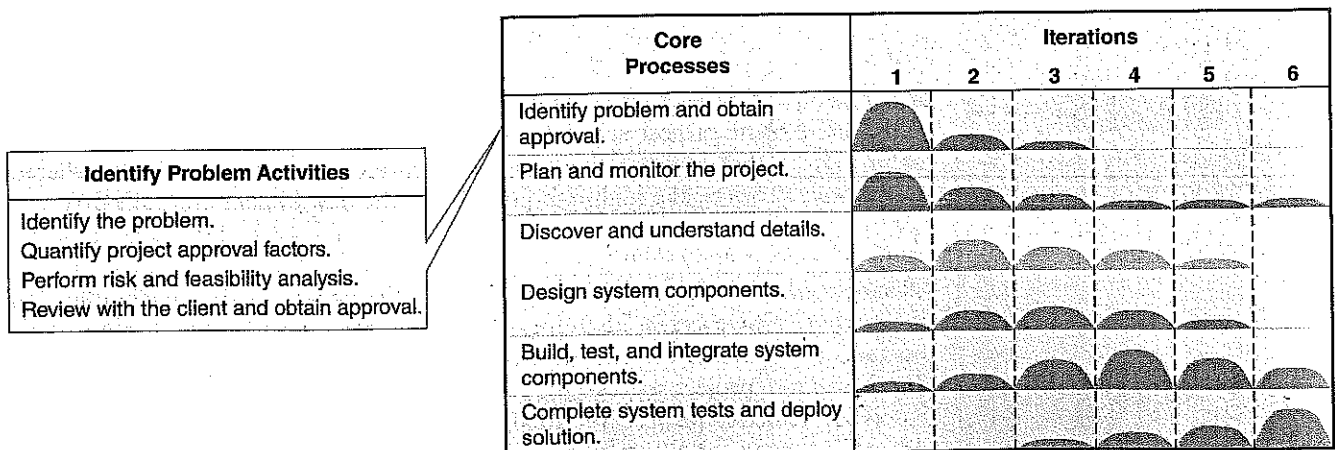 Identify Problem Activities
Identify the problem.
Quantify project approval factors.
Perform risk and feasibility analysis.
Review with the client and obtain approval.
Core
Processes
Iterations
1 2 3 4 5 6
Identify problem and obtain
approval.
Plan and monitor the project.
Discover and understand details.
Design system components.
Build, test, and integrate system
components.
Complete system tests and deploy
solution.